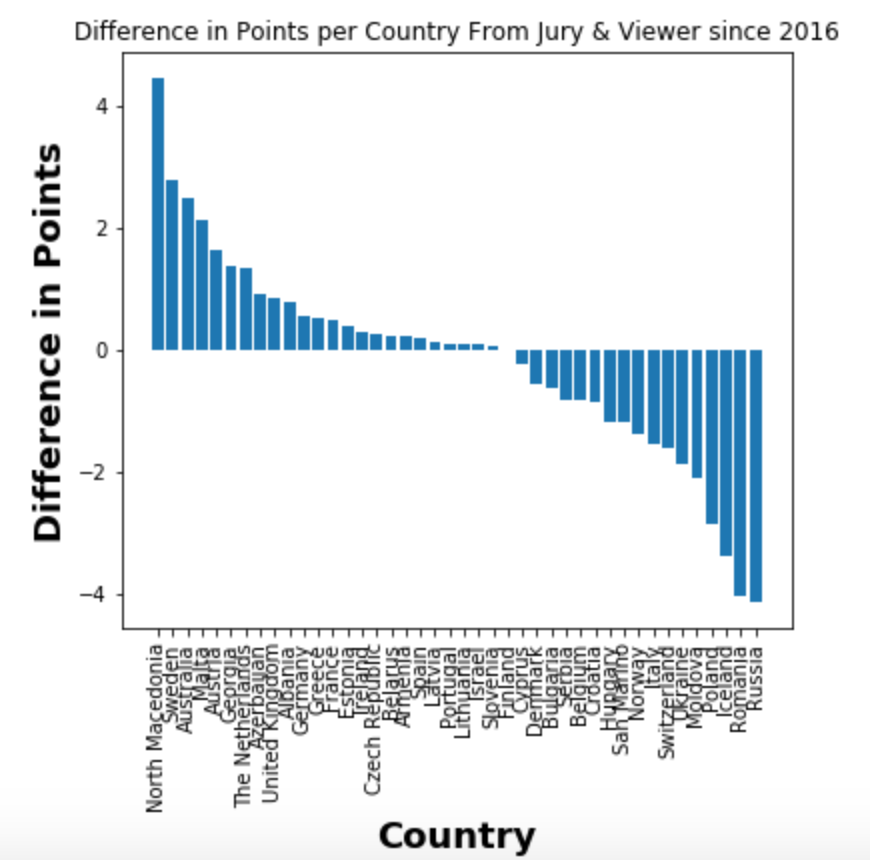 Difference in Points per Country From Jury & Viewer since 2016
Difference in Points
4
2
0
−2
−4
North Macedonia
Sweden
Australia
Malta
Austria
Georgia
The Netherlands
Azerbaijan
United Kingdom
Albania
Germany
Greece
France
Estonia
Ireland
Czech Republic
Belarus
Armenia
Spain
Latvia
Portugal
Lithuania
Israel
Slovenia
Finland
Cyprus
Denmark
Bulgaria
Serbia
Belgium
Croatia
Hungary
San Marino
Norway
Italy
Switzerland
Ukraine
Moldova
Poland
Iceland
Romania
Russia
Country